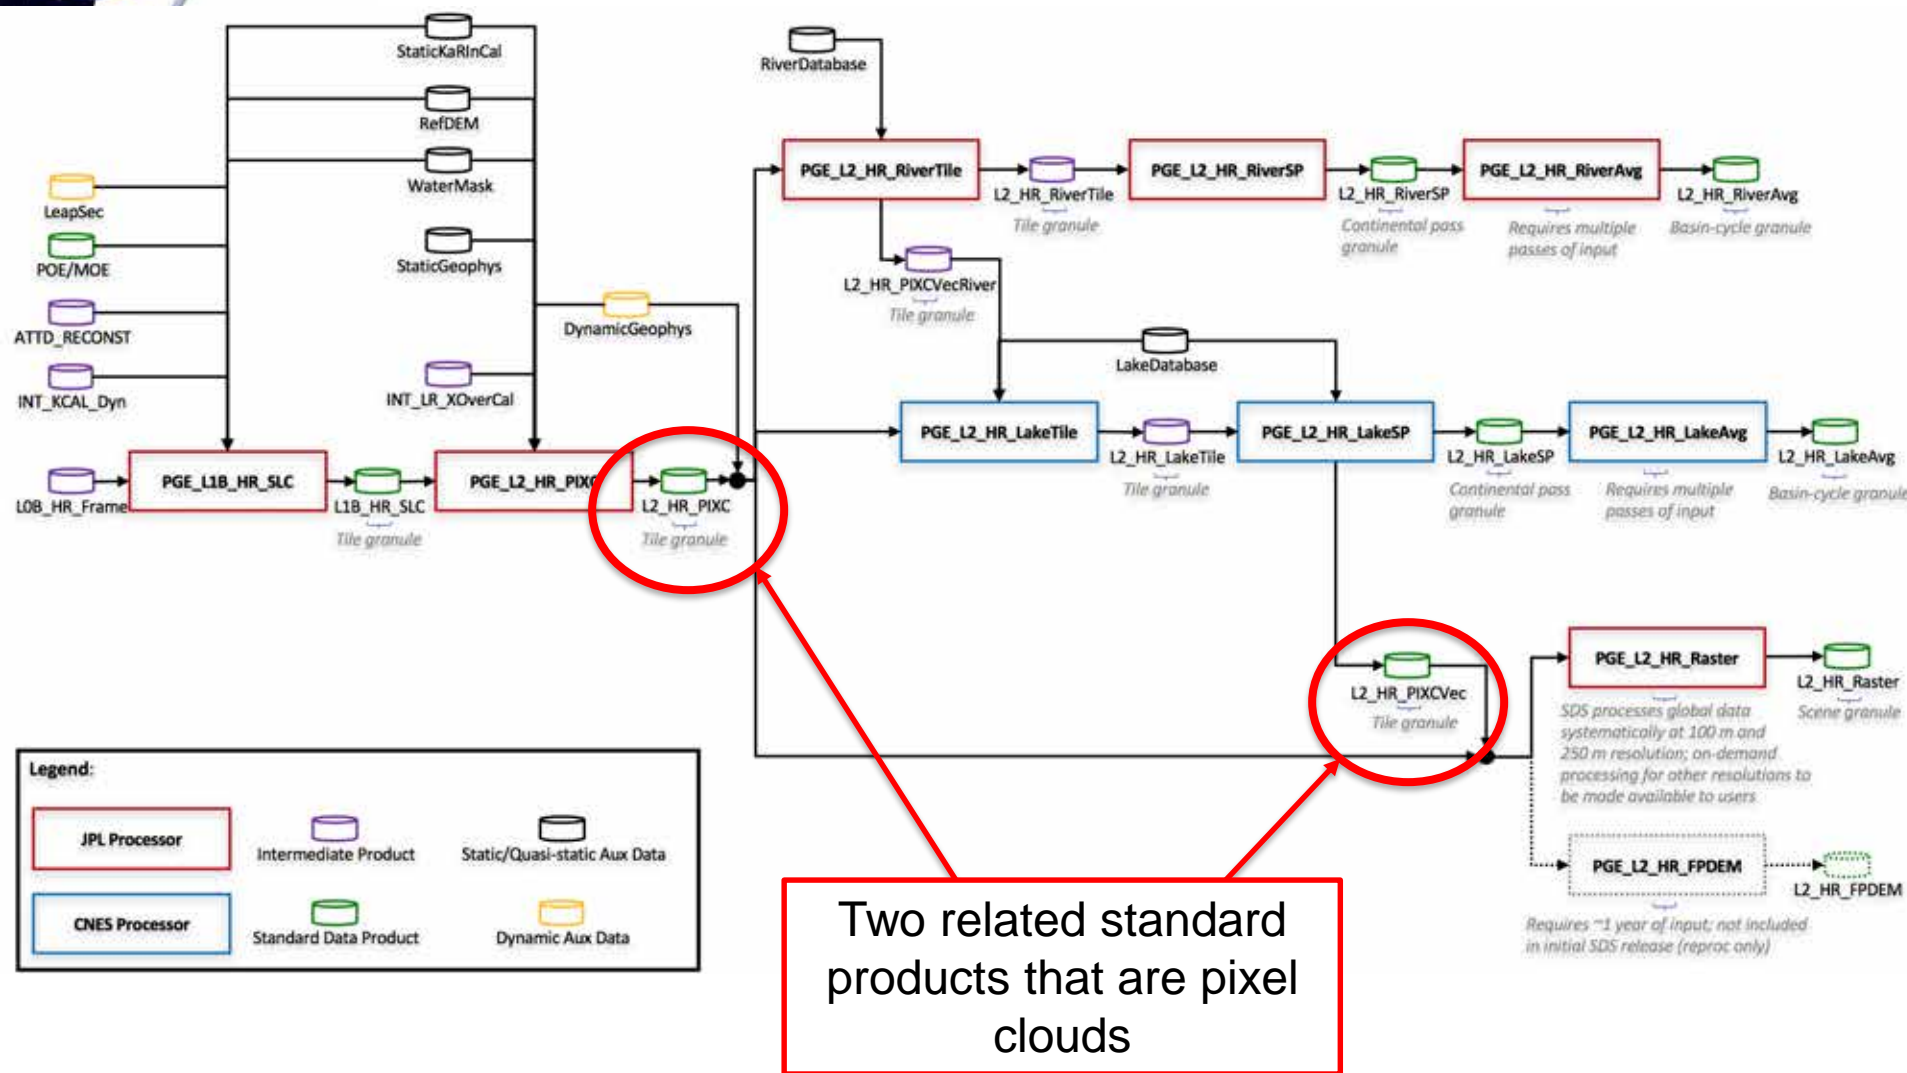 StaticKaRInCal
RefDEM
WaterMask
StaticGeophys
INT_LR_XOverCal
LeapSec
POE/MOE
ATTD_RECONST
INT_KCAL_Dyn
L0B_HR_Frame
PGE_L1B_HR_SLC
L1B_HR_SLC
Tile granule
PGE_L2_HR_PIXC
L2_HR_PIXC
Tile granule
DynamicGeophys
RiverDatabase
PGE_L2_HR_RiverTile
L2_HR_RiverTile
Tile granule
PGE_L2_HR_RiverSP
L2_HR_RiverSP
Continental pass
granule
PGE_L2_HR_RiverAvg
Requires multiple
passes of input
L2_HR_RiverAvg
Basin-cycle granule
L2_HR_PIXCVecRiver
Tile granule
LakeDatabase
PGE_L2_HR_LakeTile
L2_HR_LakeTile
Tile granule
PGE_L2_HR_LakeSP
L2_HR_LakeSP
Continental pass
granule
PGE_L2_HR_LakeAvg
Requires multiple
passes of input
L2_HR_LakeAvg
Basin-cycle granule
L2_HR_PIXCVec
Tile granule
PGE_L2_HR_Raster
L2_HR_Raster
Scene granule
SDS processes global data
systematically at 100 m and
250 m resolution; on-demand
processing for other resolutions to
be made available to users
PGE_L2_HR_FPDEM
L2_HR_FPDEM
Requires ~1 year of input; not included
in initial SDS release (reproc only)
Legend:
JPL Processor
Intermediate Product
Static/Quasi-static Aux Data
CNES Processor
Standard Data Product
Dynamic Aux Data
Two related standard
products that are pixel
clouds